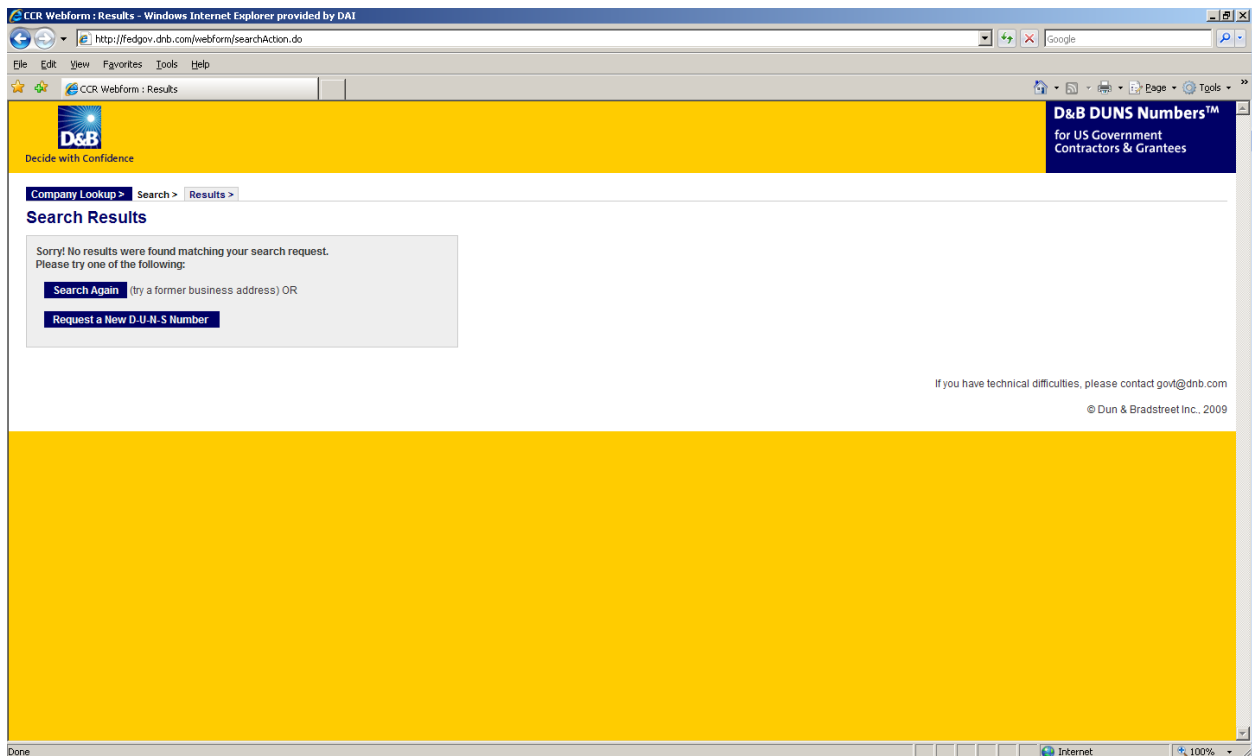 CCR Webform : Results - Windows Internet Explorer provided by DAI
http://fedgov.dnb.com/webform/searchAction.do
Google
File Edit View Favorites Tools Help
CCR Webform : Results
Page Tools
D&B
Decide with Confidence
D&B DUNS Numbers™
for US Government
Contractors & Grantees
Company Lookup > Search > Results >
Search Results
Sorry! No results were found matching your search request.
Please try one of the following:
Search Again (try a former business address) OR
Request a New D-U-N-S Number
If you have technical difficulties, please contact govt@dnb.com
© Dun & Bradstreet Inc., 2009
Done
Internet
100%